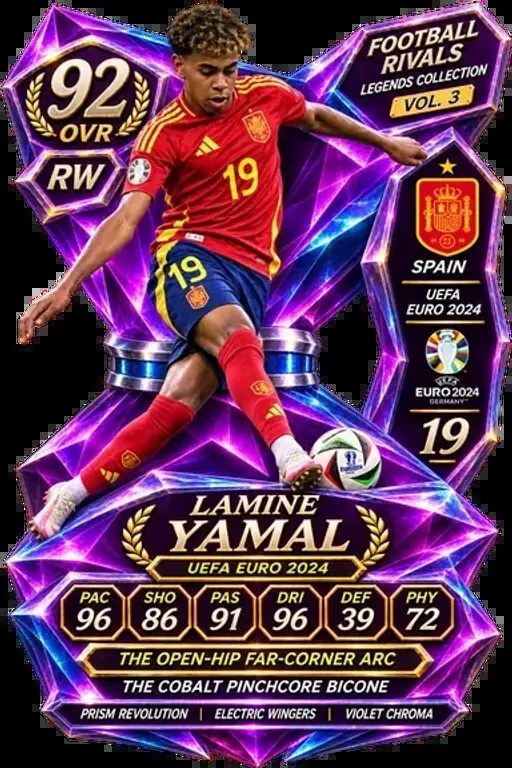 92
OVR
RW
FOOTBALL
RIVALS
LEGENDS COLLECTION
VOL. 3
19
19
SPAIN
UEFA
EURO 2024
UEFA
EURO2024
GERMANY
19
LAMINE
YAMAL
UEFA EURO 2024
PAC SHO PAS DRI DEF PHY
96 86 91 96 39 72
THE OPEN-HIP FAR-CORNER ARC
THE COBALT PINCHCORE BICONE
PRISM REVOLUTION | ELECTRIC WINGERS | VIOLET CHROMA